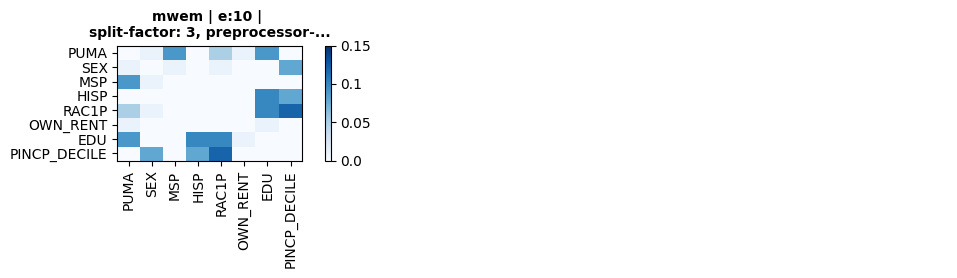 mwem | e:10 |
split-factor: 3, preprocessor-...
PUMA
SEX
MSP
HISP
RAC1P
OWN_RENT
EDU
PINCP_DECILE
PUMA
SEX
MSP
HISP
RAC1P
OWN_RENT
EDU
PINCP_DECILE
0.15
0.1
0.05
0.0